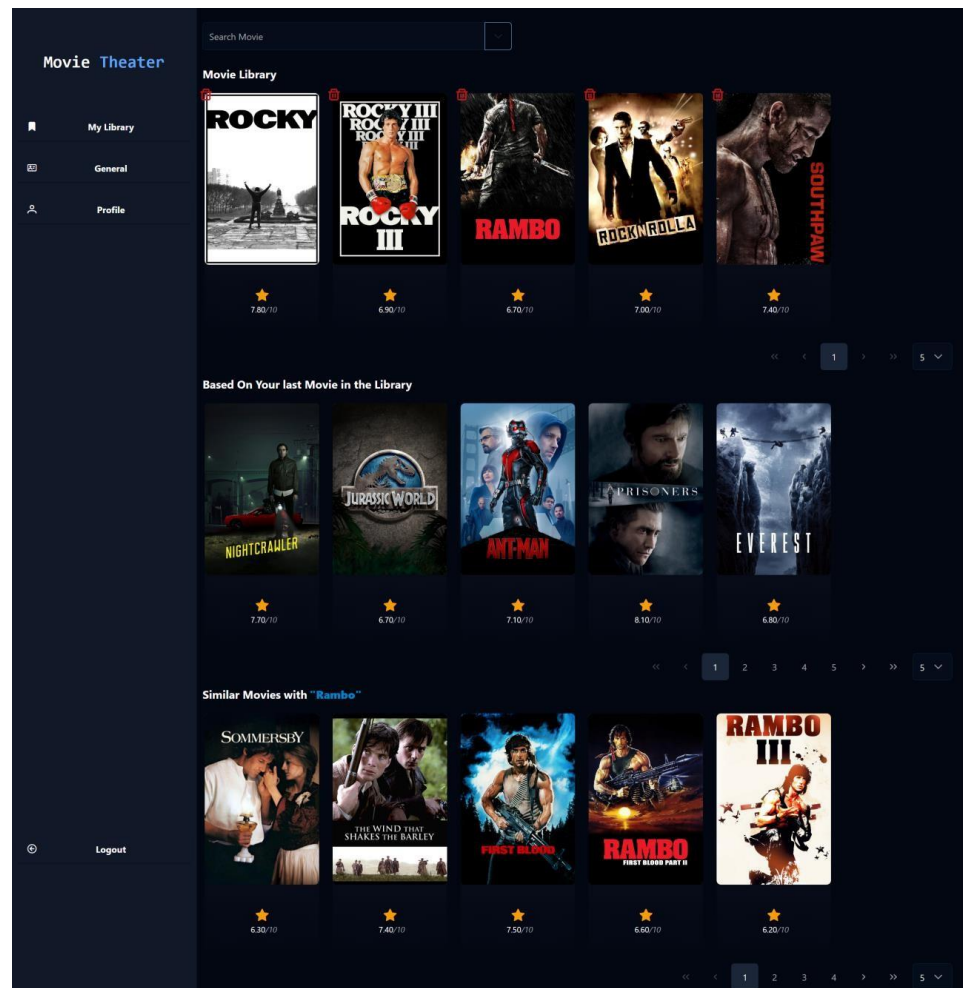 Movie Theater
My Library
General
Profile
Logout
Search Movie
Movie Library
ROCKY
ROCKY III
ROCKY III
ROCKY III
III
ROCKY
III
RAMBO
ROCKNROLLA
SOUTHPAW
7.80/10
6.90/10
6.70/10
7.00/10
7.40/10
« ‹ 1 › » 5
Based On Your last Movie in the Library
NIGHTCRAWLER
JURASSIC WORLD
ANT-MAN
PRISONERS
EVEREST
7.70/10
6.70/10
7.10/10
8.10/10
6.80/10
« ‹ 1 2 3 4 5 › » 5
Similar Movies with "Rambo"
SOMMERSBY
THE WIND THAT
SHAKES THE BARLEY
FIRST BLOOD
RAMBO
FIRST BLOOD PART II
RAMBO
III
6.30/10
7.40/10
7.50/10
6.60/10
6.20/10
« ‹ 1 2 3 4 › » 5